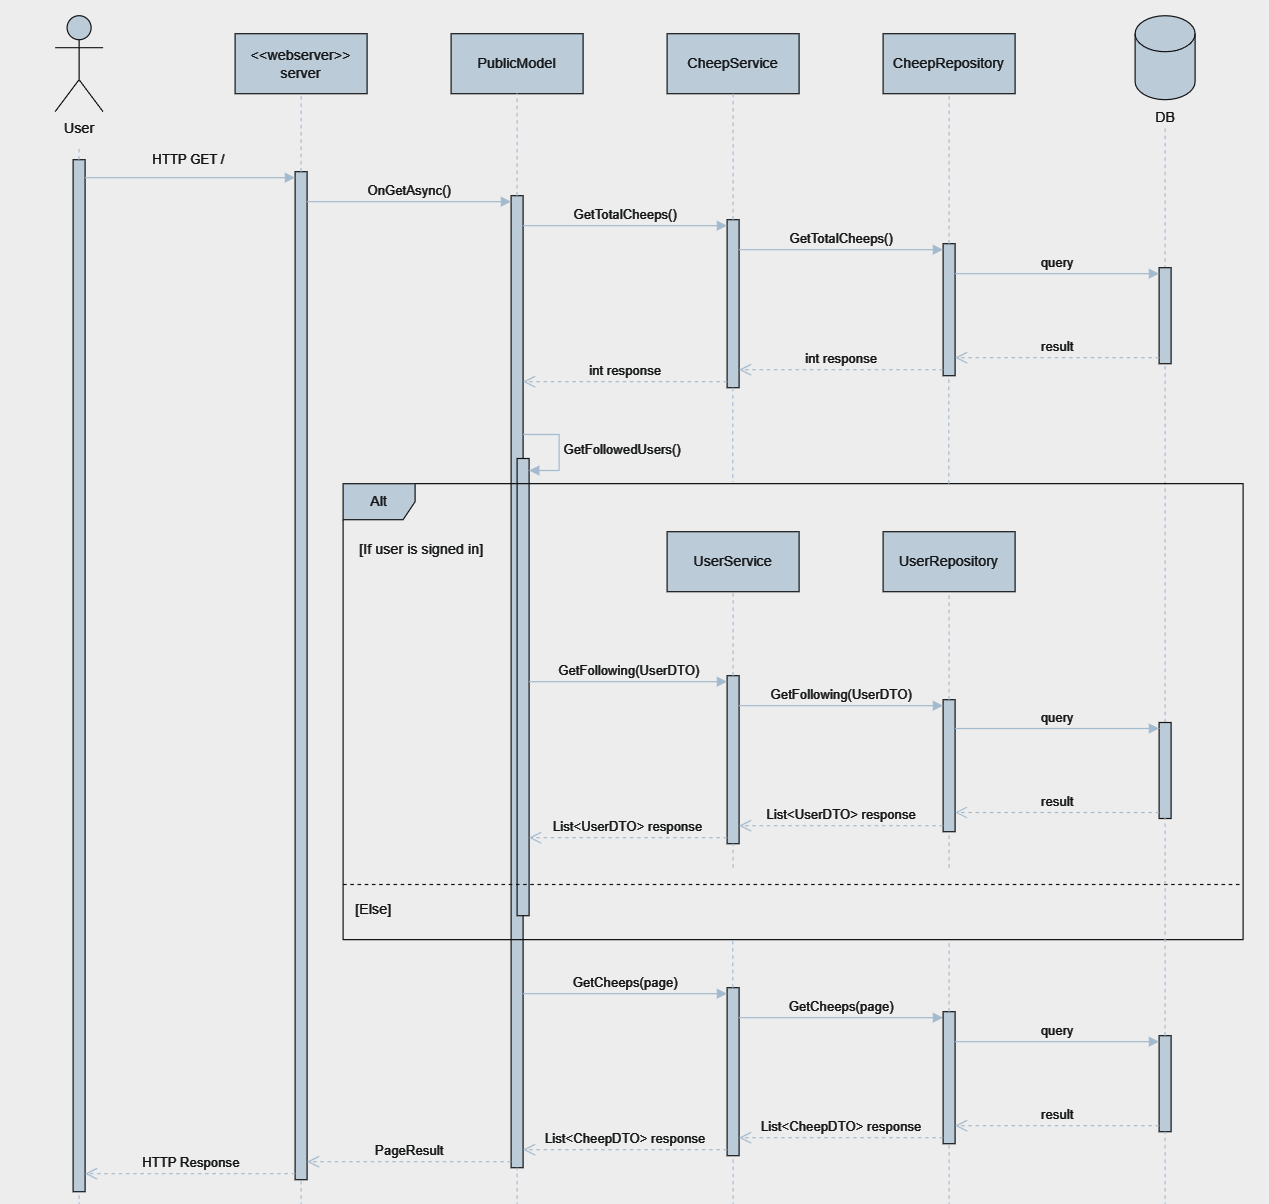 <<webserver>>
server
PublicModel
CheepService
CheepRepository
DB
User
HTTP GET /
OnGetAsync()
GetTotalCheeps()
GetTotalCheeps()
query
result
int response
int response
GetFollowedUsers()
Alt
[If user is signed in]
UserService
UserRepository
GetFollowing(UserDTO)
GetFollowing(UserDTO)
query
result
List<UserDTO> response
List<UserDTO> response
[Else]
GetCheeps(page)
GetCheeps(page)
query
result
List<CheepDTO> response
List<CheepDTO> response
PageResult
HTTP Response